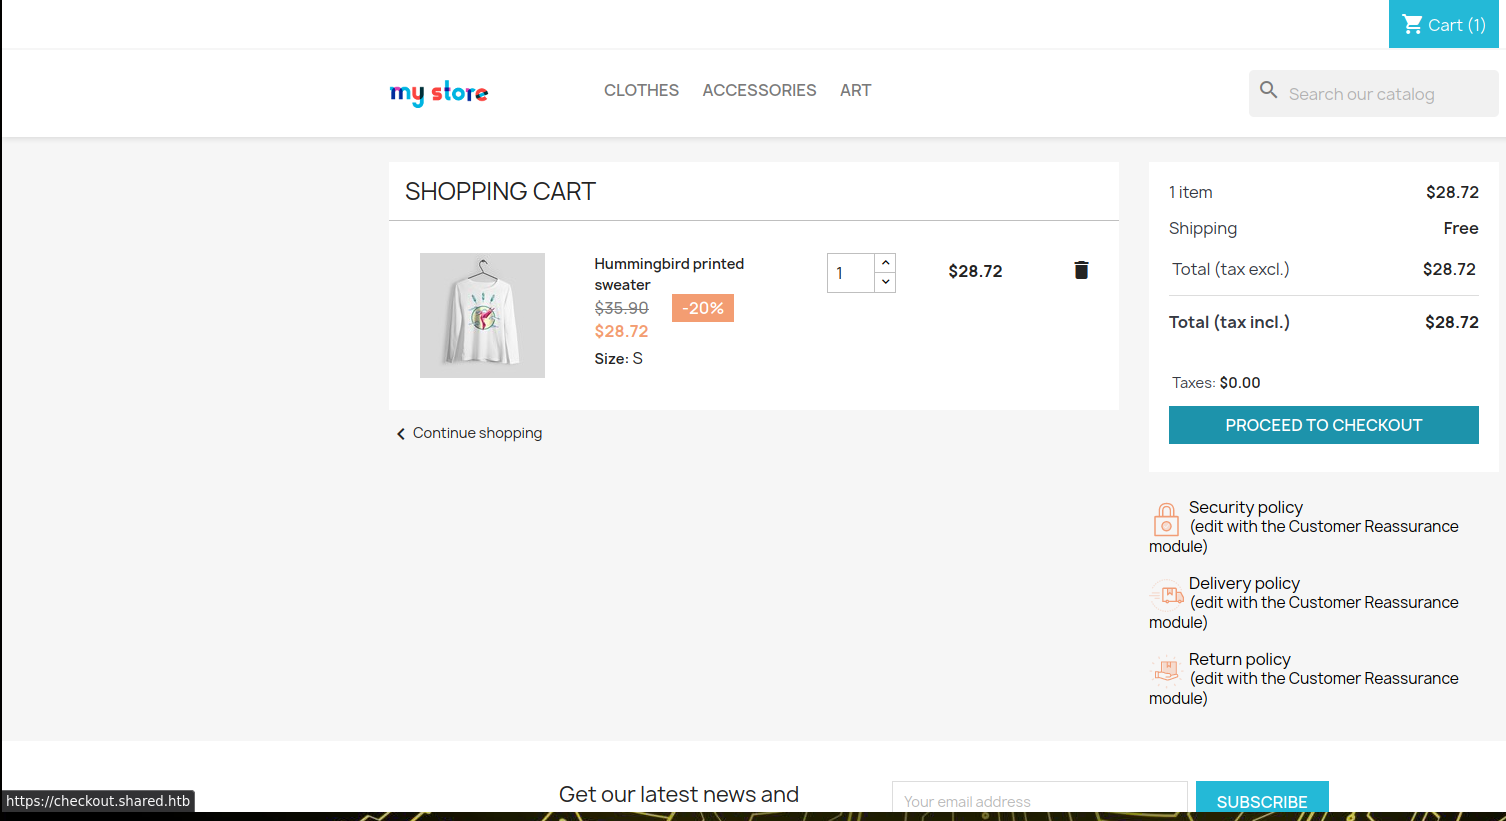 Cart (1)
my store
CLOTHES
ACCESSORIES
ART
Search our catalog
SHOPPING CART
Hummingbird printed
sweater
$35.90
-20%
$28.72
Size: S
1
$28.72
Continue shopping
1 item $28.72
Shipping Free
Total (tax excl.) $28.72
Total (tax incl.) $28.72
Taxes: $0.00
PROCEED TO CHECKOUT
Security policy
(edit with the Customer Reassurance
module)
Delivery policy
(edit with the Customer Reassurance
module)
Return policy
(edit with the Customer Reassurance
module)
Get our latest news and
Your email address
SUBSCRIBE
https://checkout.shared.htb